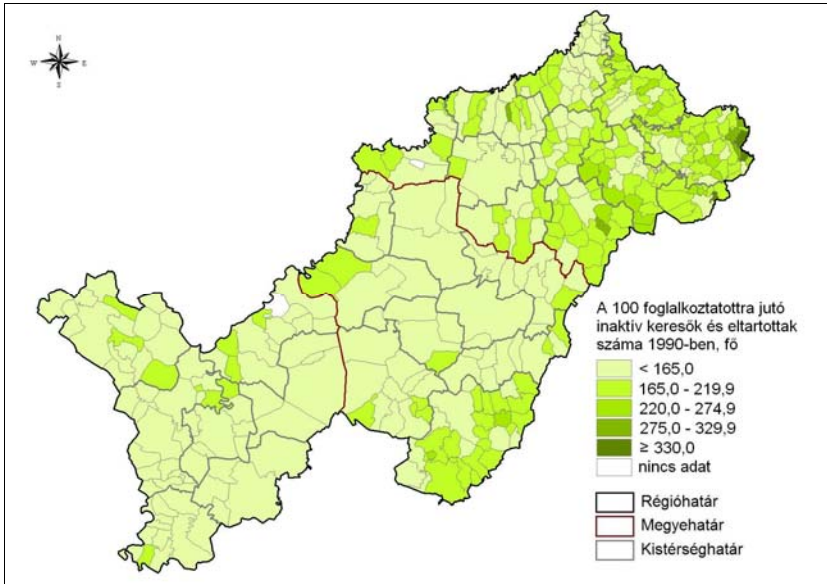 N
W E
S
A 100 foglalkoztatottra jutó
inaktív keresők és eltartottak
száma 1990-ben, fő
< 165,0
165,0 - 219,9
220,0 - 274,9
275,0 - 329,9
≥ 330,0
nincs adat
Régióhatár
Megyehatár
Kistérséghatár